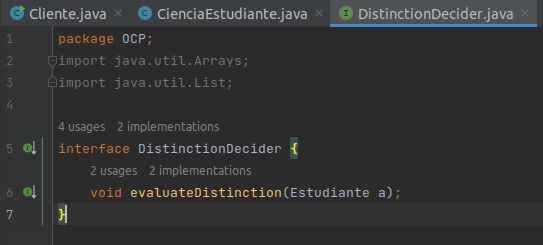 Cliente.java × CienciaEstudiante.java × DistinctionDecider.java ×
1 package OCP;
2 import java.util.Arrays;
3 import java.util.List;
4
4 usages 2 implementations
5 interface DistinctionDecider {
2 usages 2 implementations
6 void evaluateDistinction(Estudiante a);
7 }